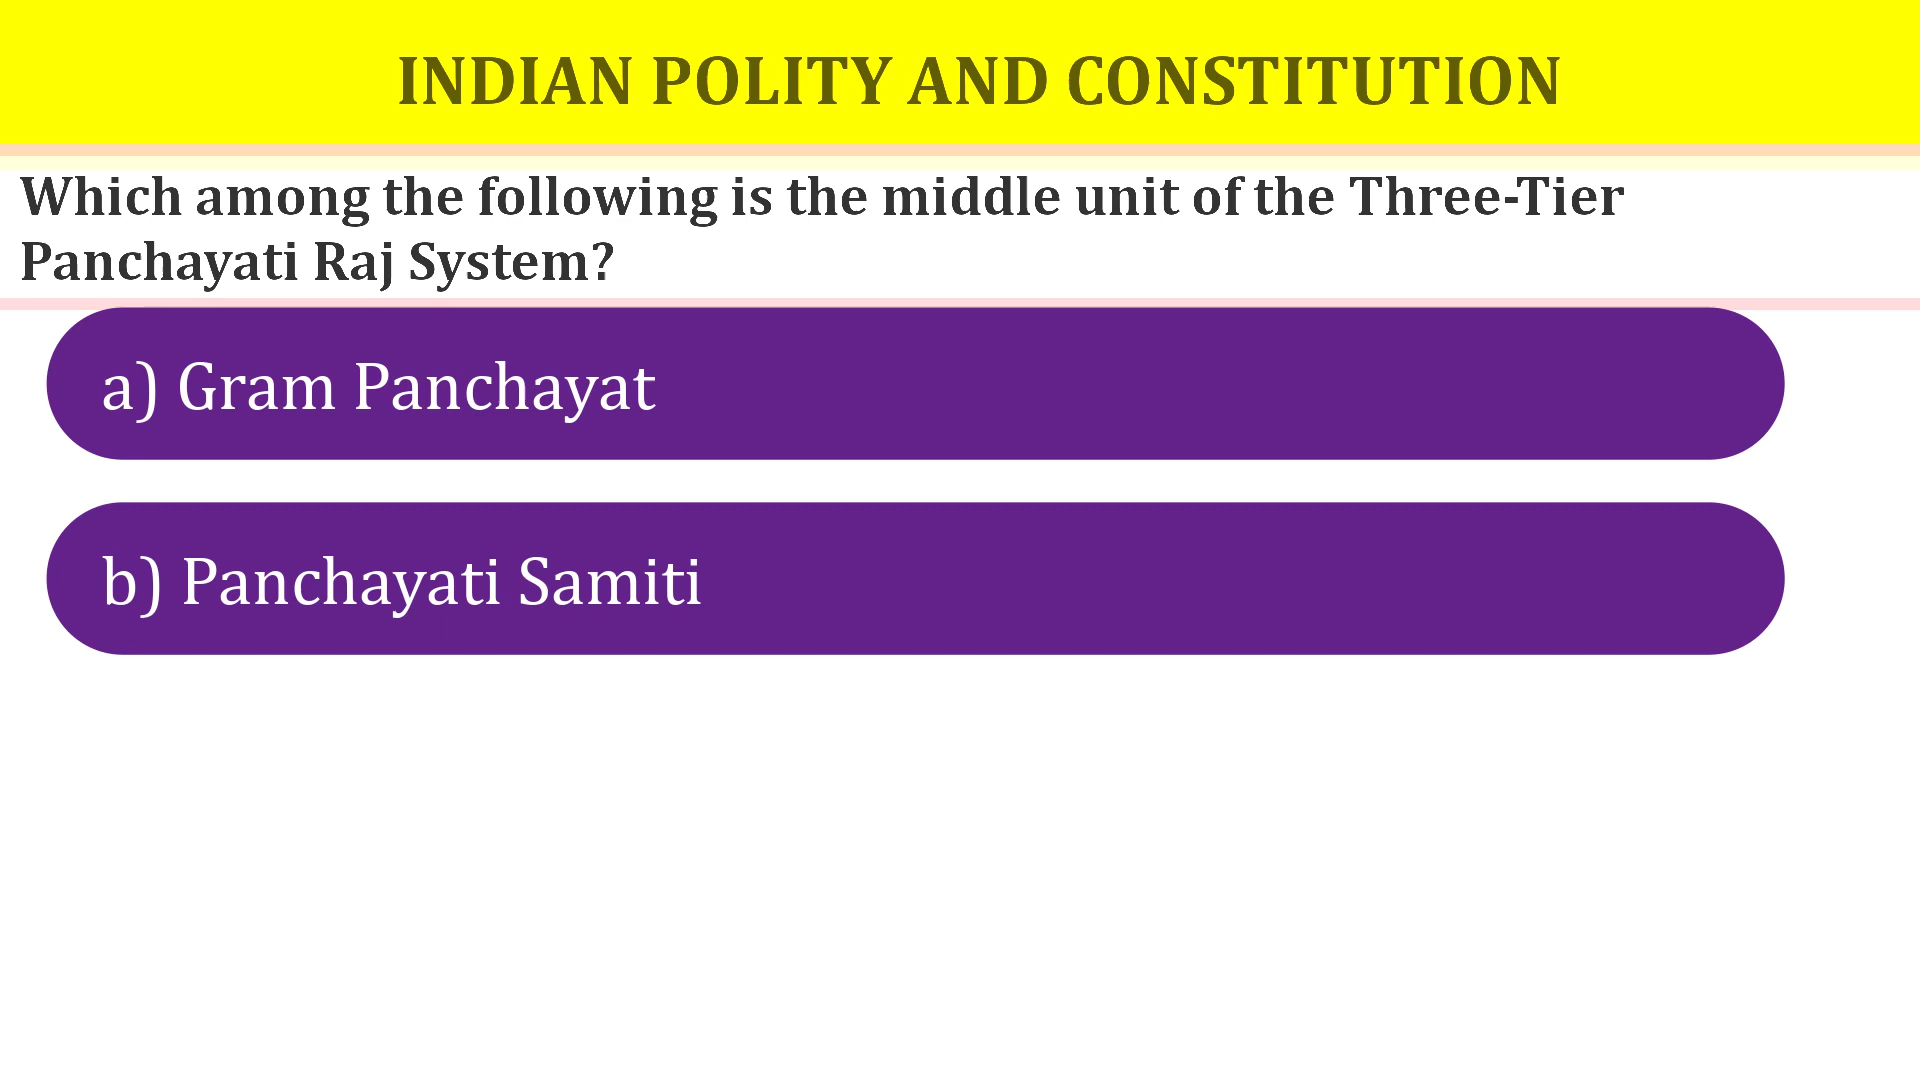 INDIAN POLITY AND CONSTITUTION
Which among the following is the middle unit of the Three-Tier
Panchayati Raj System?
a) Gram Panchayat
b) Panchayati Samiti